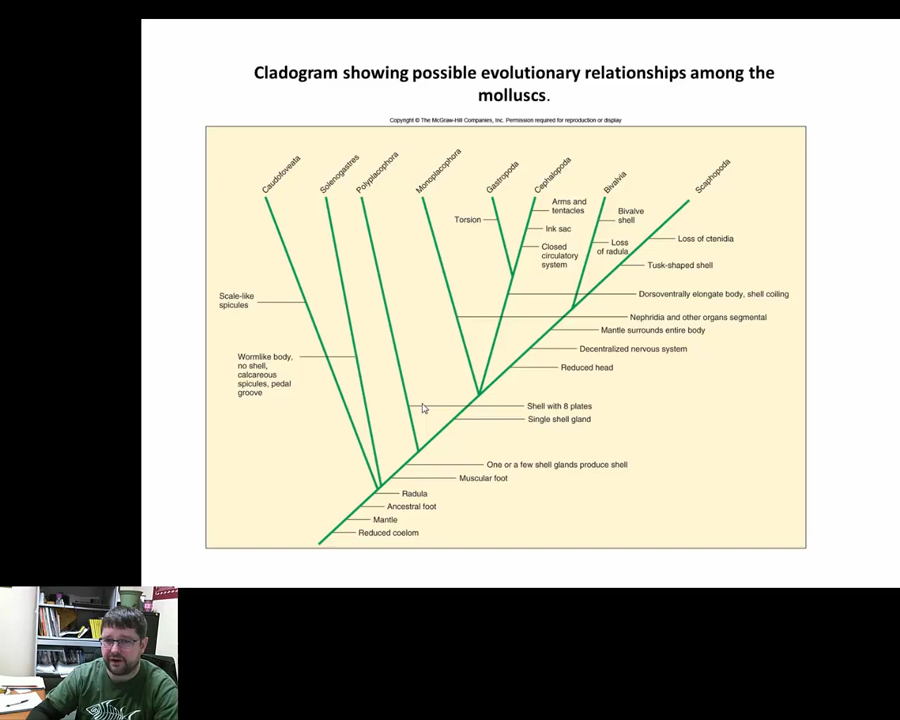 Cladogram showing possible evolutionary relationships among the
molluscs.
Copyright © The McGraw-Hill Companies, Inc. Permission required for reproduction or display
Caudofoveata
Solenogastres
Polyplacophora
Monoplacophora
Gastropoda
Cephalopoda
Bivalvia
Scaphopoda
Arms and
tentacles
Torsion
Bivalve
shell
Ink sac
Loss of ctenidia
Loss
of radula
Closed
circulatory
system
Tusk-shaped shell
Dorsoventrally elongate body, shell coiling
Scale-like
spicules
Nephridia and other organs segmental
Mantle surrounds entire body
Decentralized nervous system
Wormlike body,
no shell,
calcareous
spicules, pedal
groove
Reduced head
Shell with 8 plates
Single shell gland
One or a few shell glands produce shell
Muscular foot
Radula
Ancestral foot
Mantle
Reduced coelom